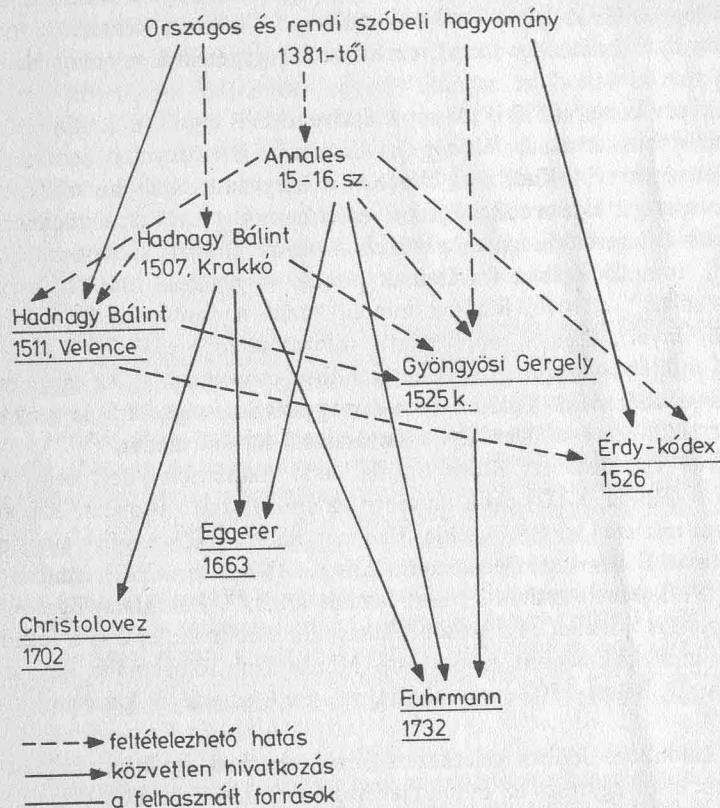 Országos és rendi szóbeli hagyomány
1381-től
Annales
15-16. sz.
Hadnagy Bálint
1507, Krakkó
Hadnagy Bálint
1511, Velence
Gyöngyösi Gergely
1525 k.
Érdy-kódex
1526
Eggerer
1663
Christolovez
1702
Fuhrmann
1732
feltételezhető hatás
közvetlen hivatkozás
a felhasznált források